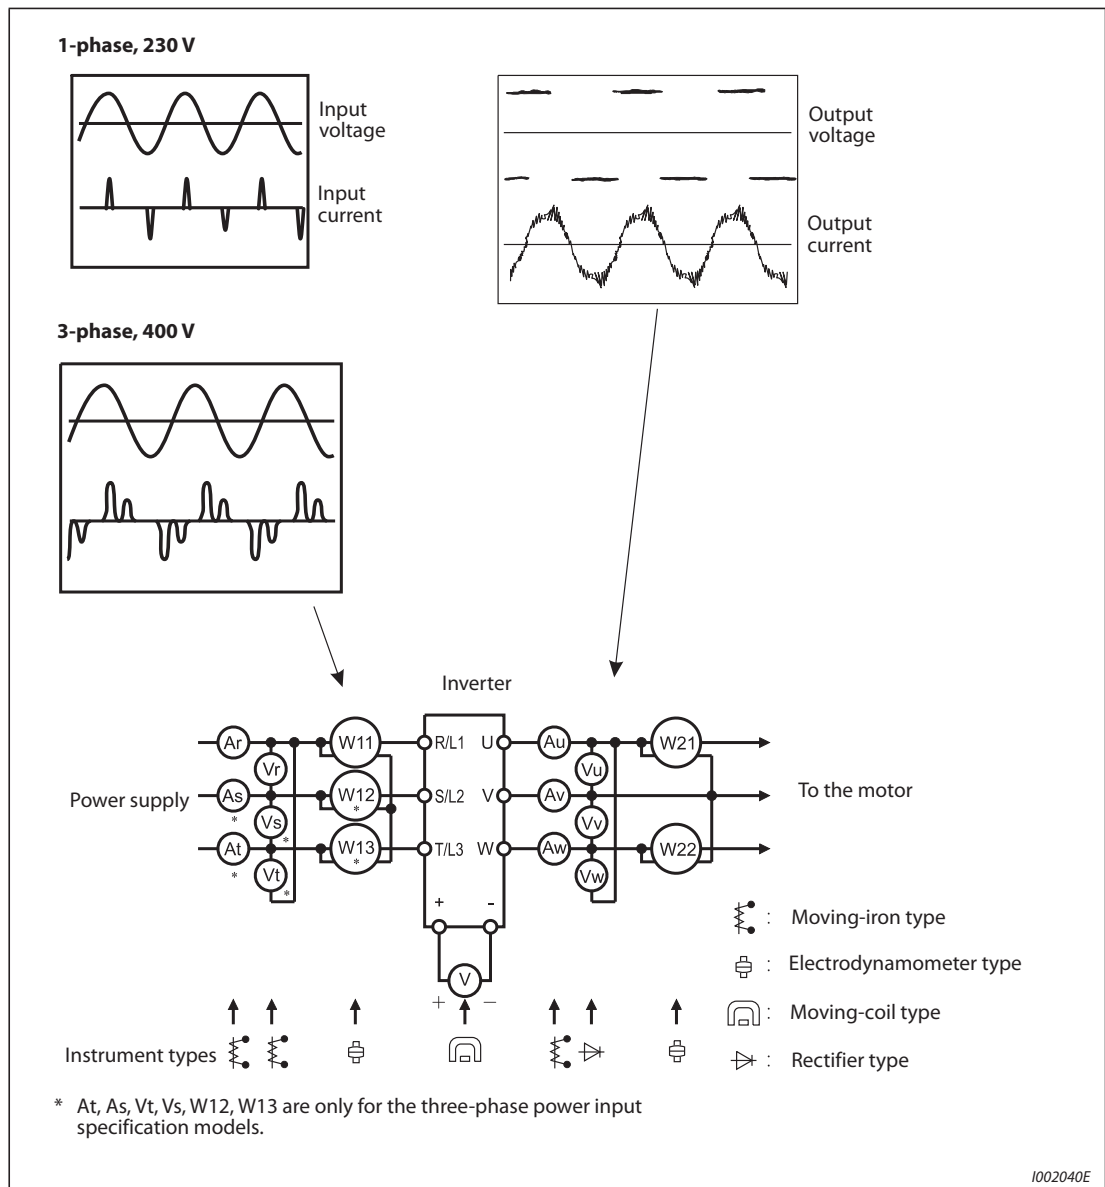 1-phase, 230 V
Input
voltage
Input
current
Output
voltage
Output
current
3-phase, 400 V
Inverter
Ar
W11
R/L1
U
Au
W21
Vr
Vu
Power supply
As
*
W12
*
S/L2
V
Av
To the motor
Vs
*
Vv
At
*
W13
*
T/L3
W
Aw
W22
Vt
*
Vw
+
-
V
+
−
: Moving-iron type
: Electrodynamometer type
: Moving-coil type
: Rectifier type
Instrument types
* At, As, Vt, Vs, W12, W13 are only for the three-phase power input
specification models.
I002040E